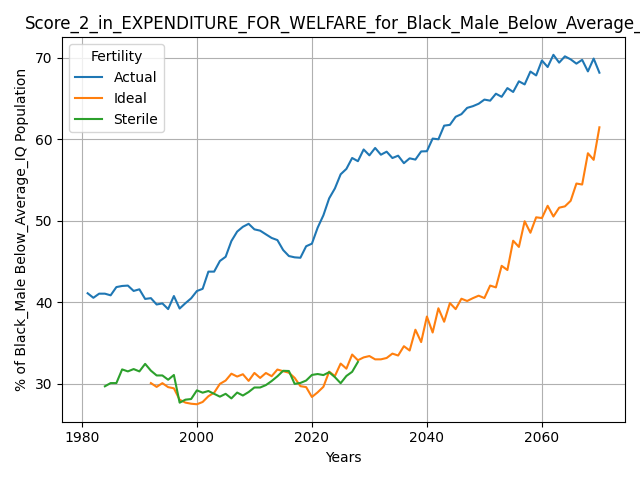 Score_2_in_EXPENDITURE_FOR_WELFARE_for_Black_Male_Below_Average_
Fertility
Actual
Ideal
Sterile
% of Black_Male Below_Average_IQ Population
70
60
50
40
30
1980
2000
2020
2040
2060
Years